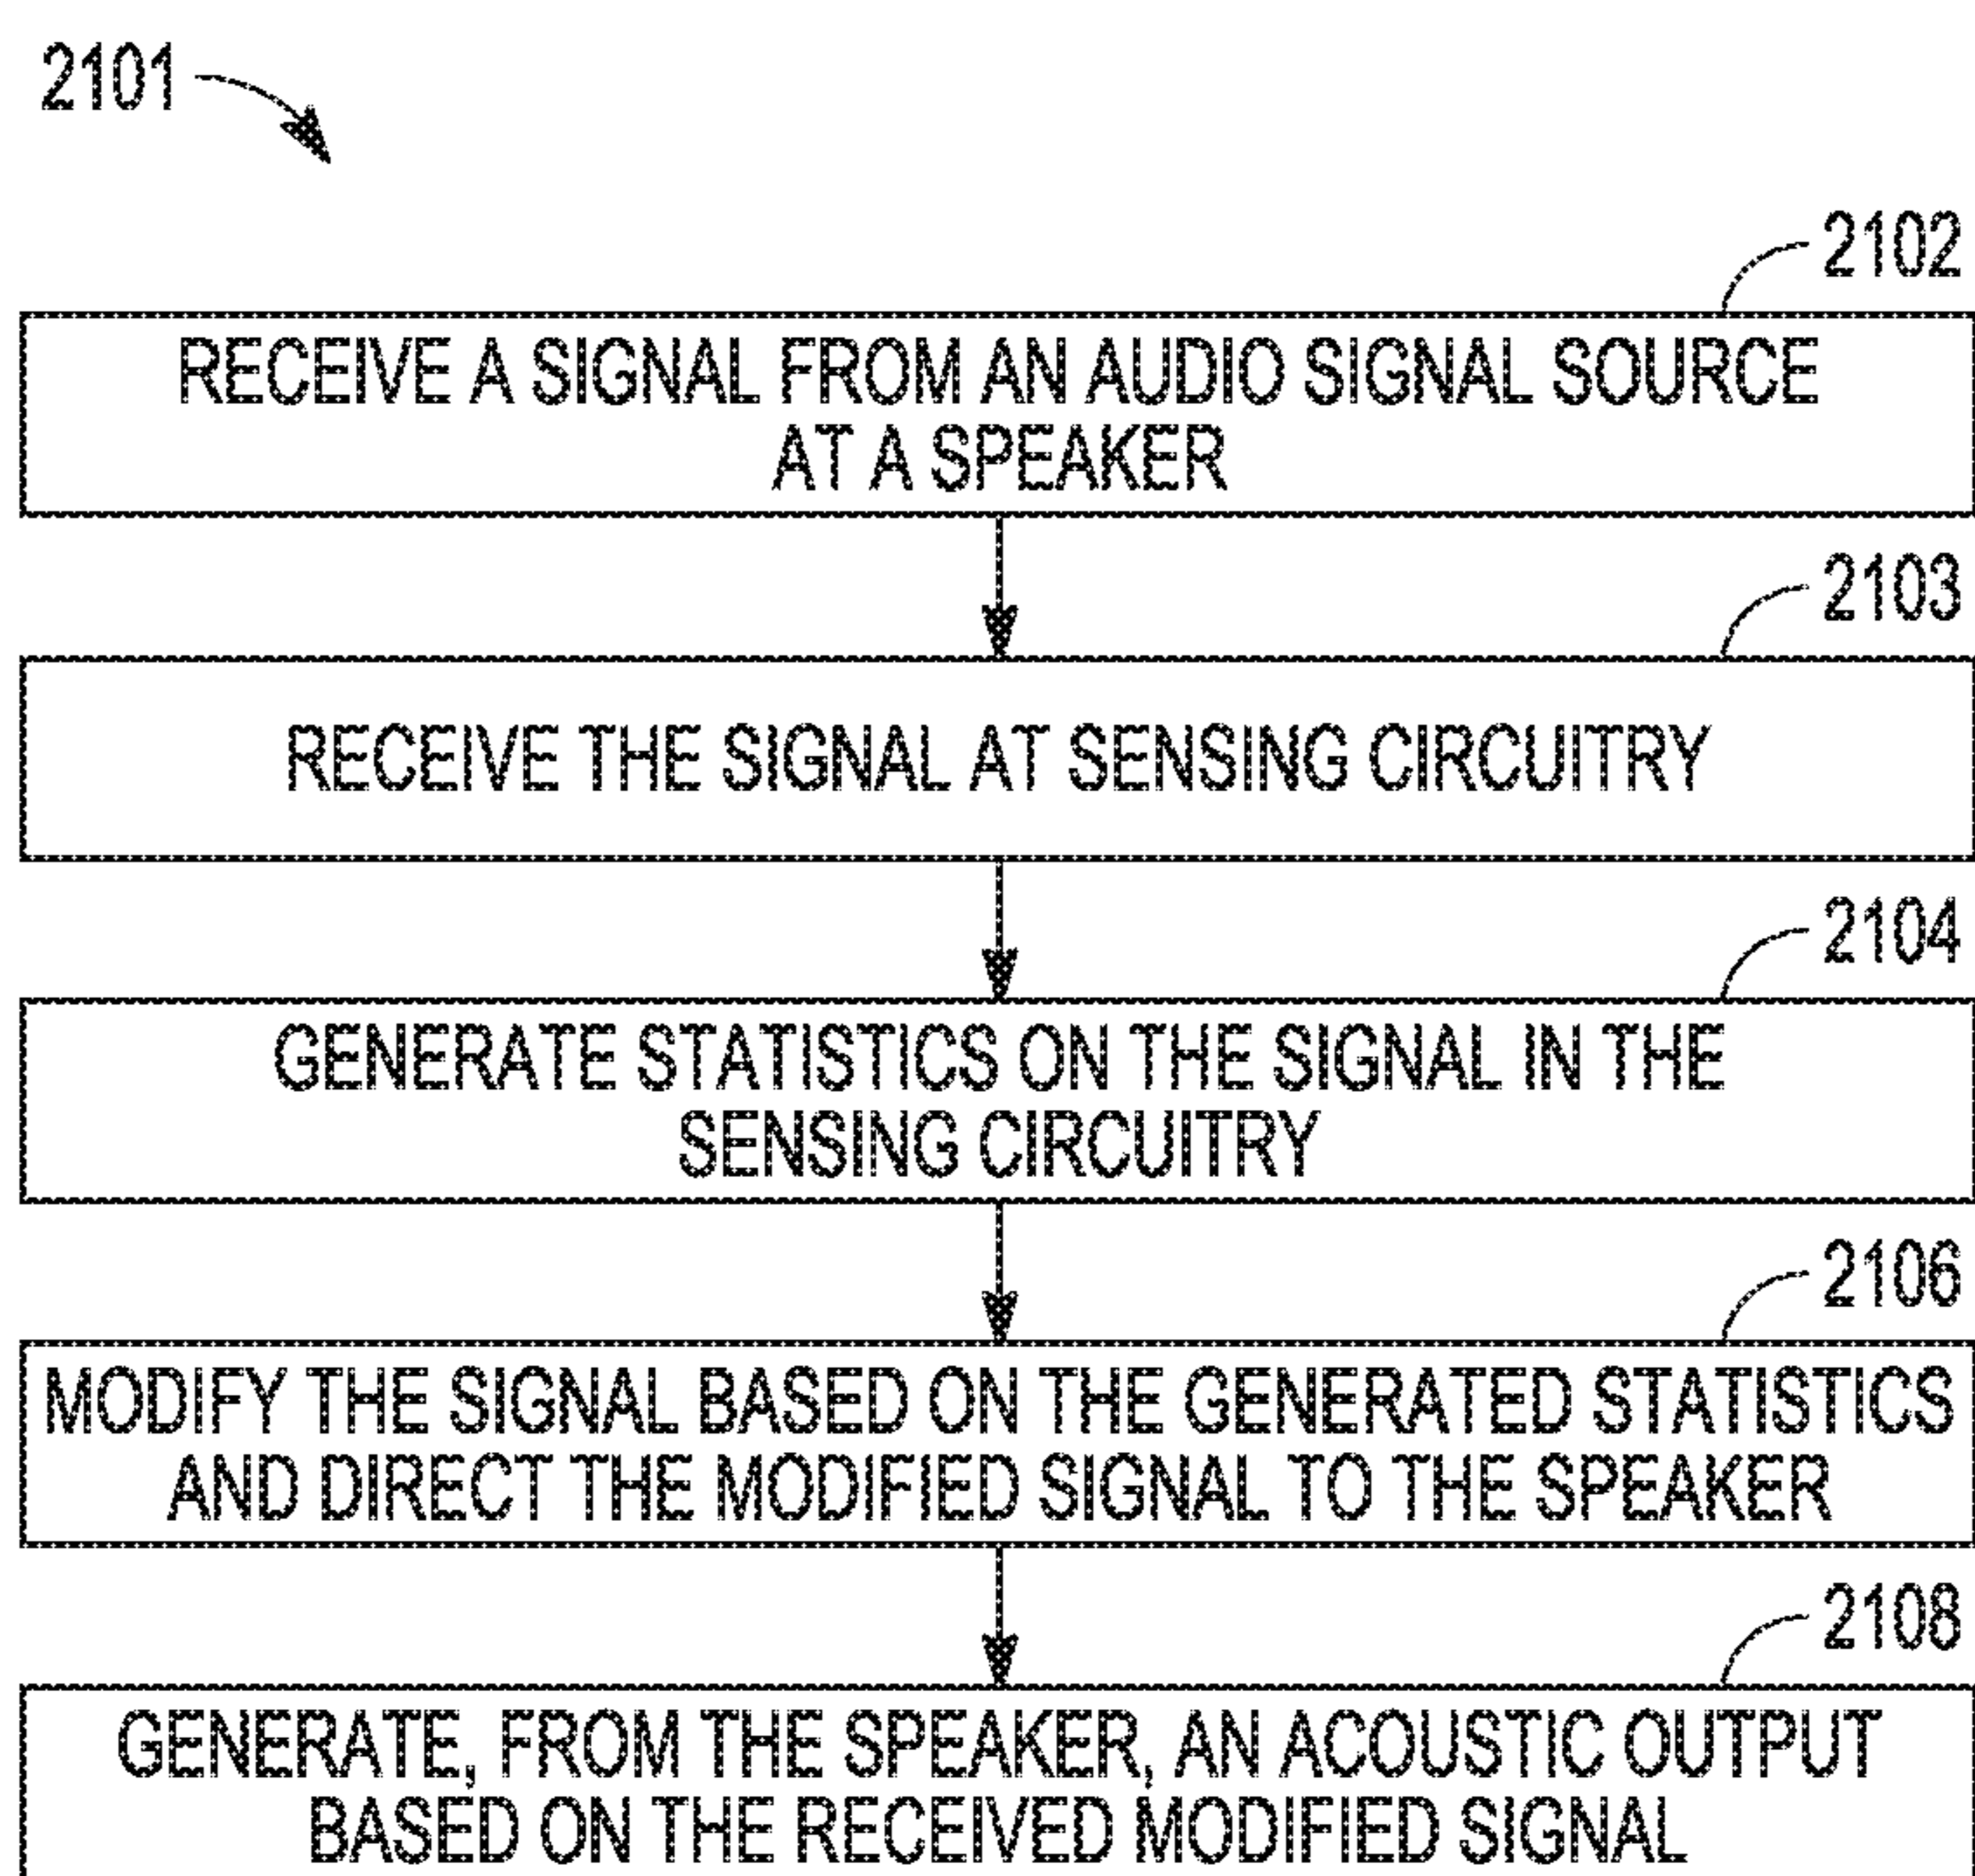 2101
2102
RECEIVE A SIGNAL FROM AN AUDIO SIGNAL SOURCE
AT A SPEAKER
2103
RECEIVE THE SIGNAL AT SENSING CIRCUITRY
2104
GENERATE STATISTICS ON THE SIGNAL IN THE
SENSING CIRCUITRY
2106
MODIFY THE SIGNAL BASED ON THE GENERATED STATISTICS
AND DIRECT THE MODIFIED SIGNAL TO THE SPEAKER
2108
GENERATE, FROM THE SPEAKER, AN ACOUSTIC OUTPUT
BASED ON THE RECEIVED MODIFIED SIGNAL